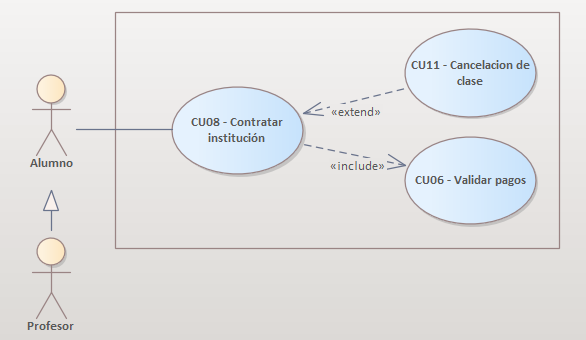 CU11 - Cancelacion de
clase
«extend»
CU08 - Contratar
institución
Alumno
«include»
CU06 - Validar pagos
Profesor